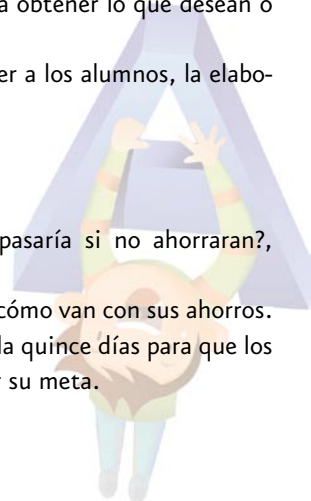 a obtener lo que desean o
er a los alumnos, la elabo-
pasaría si no ahorraran?,
cómo van con sus ahorros.
da quince días para que los
r su meta.